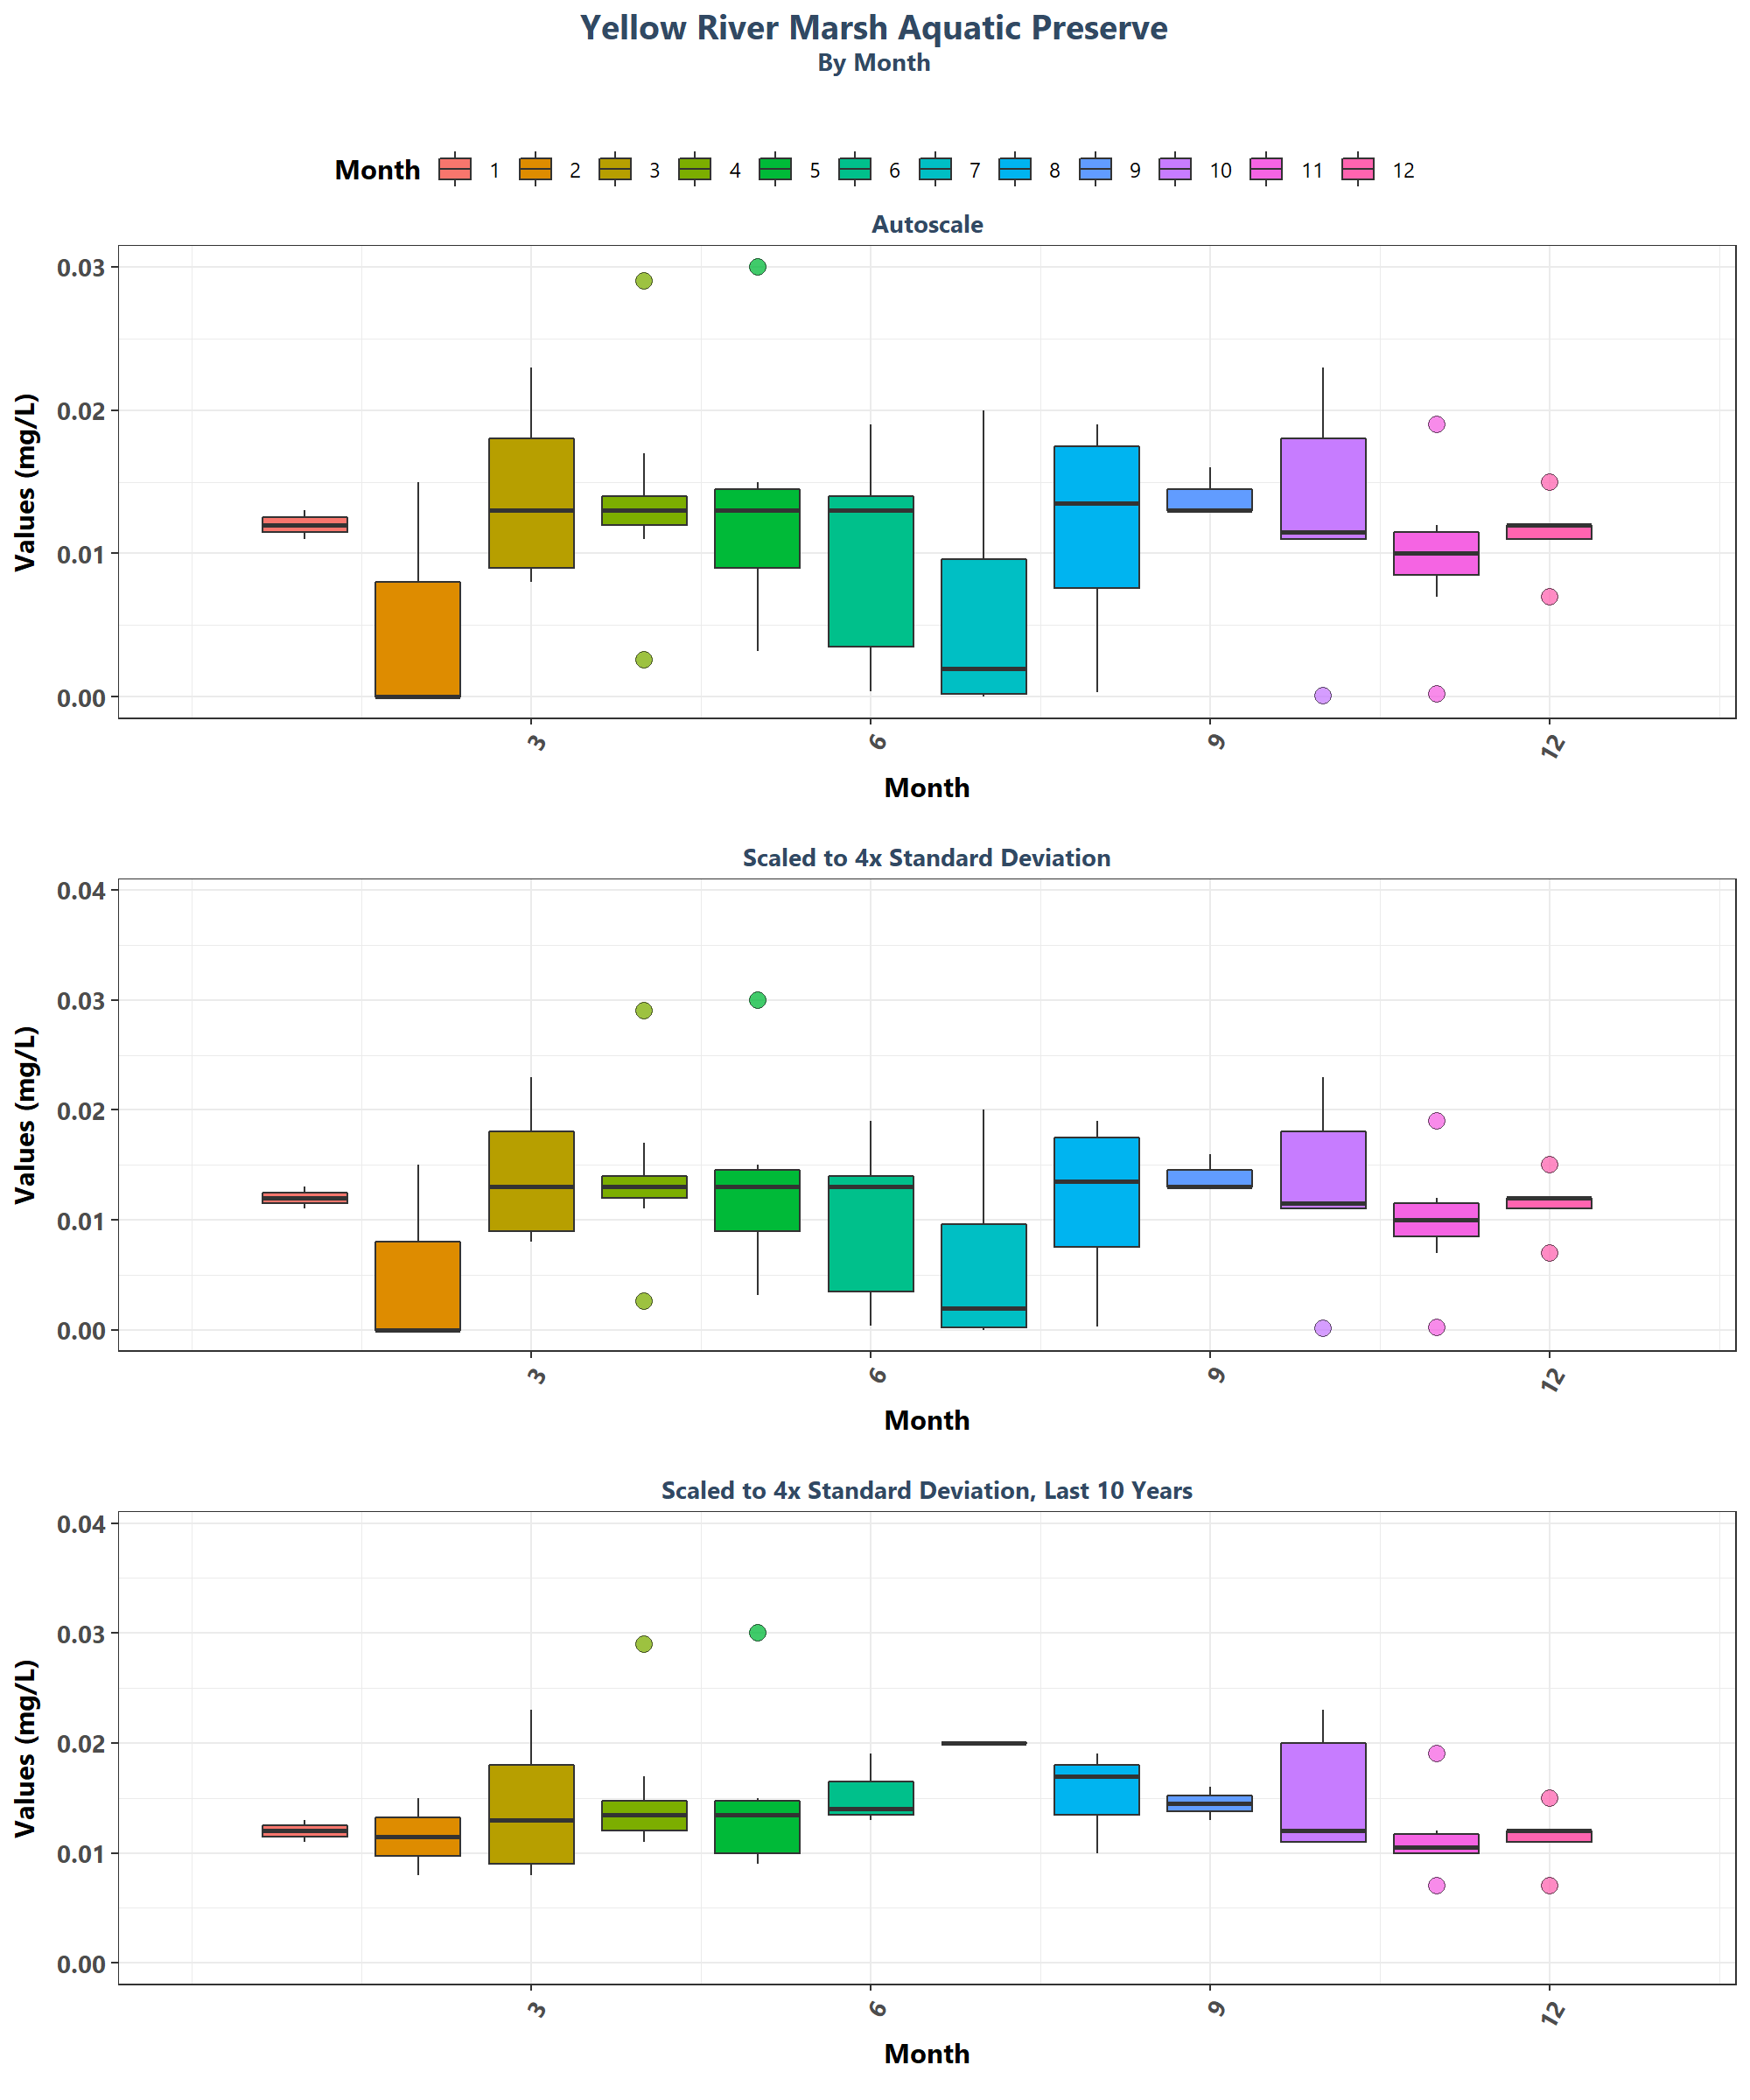 Yellow River Marsh Aquatic Preserve
By Month
Month 1 2 3 4 5 6 7 8 9 10 11 12
Autoscale
Values (mg/L)
0.03
0.02
0.01
0.00
3 6 9 12
Month
Scaled to 4x Standard Deviation
Values (mg/L)
0.04
0.03
0.02
0.01
0.00
3 6 9 12
Month
Scaled to 4x Standard Deviation, Last 10 Years
Values (mg/L)
0.04
0.03
0.02
0.01
0.00
3 6 9 12
Month